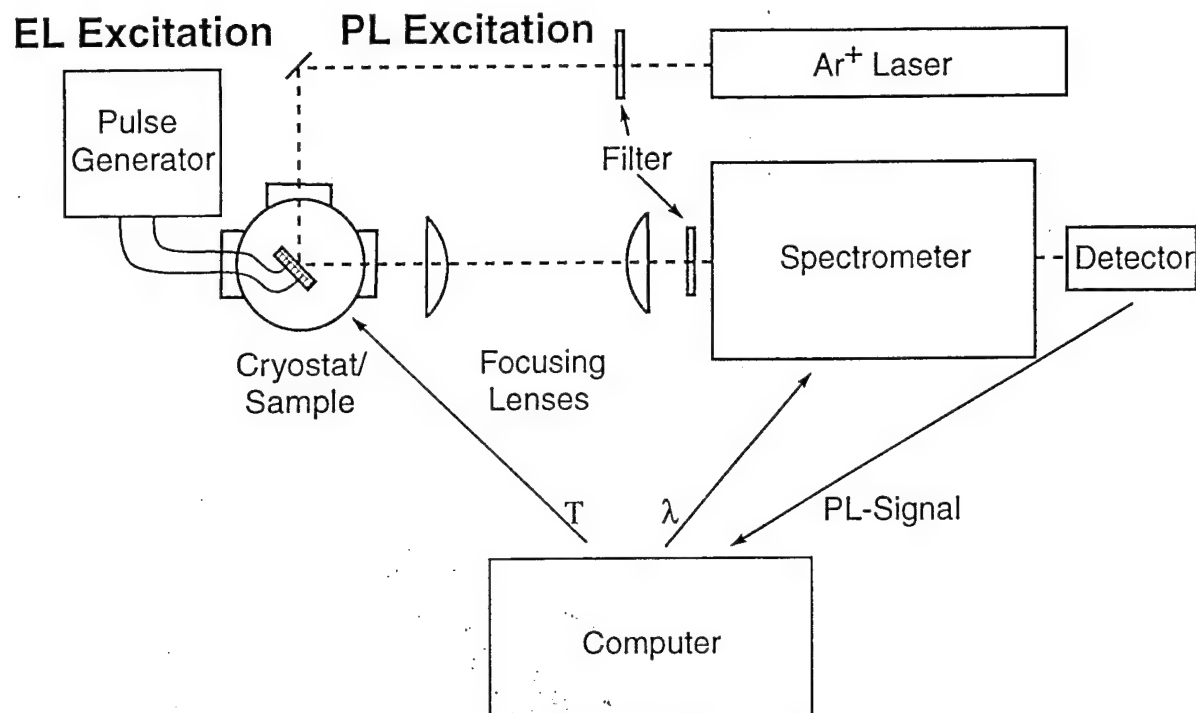 EL Excitation
PL Excitation
Ar+ Laser
Pulse
Generator
Filter
Spectrometer
Detector
Cryostat/
Sample
Focusing
Lenses
T
λ
PL-Signal
Computer